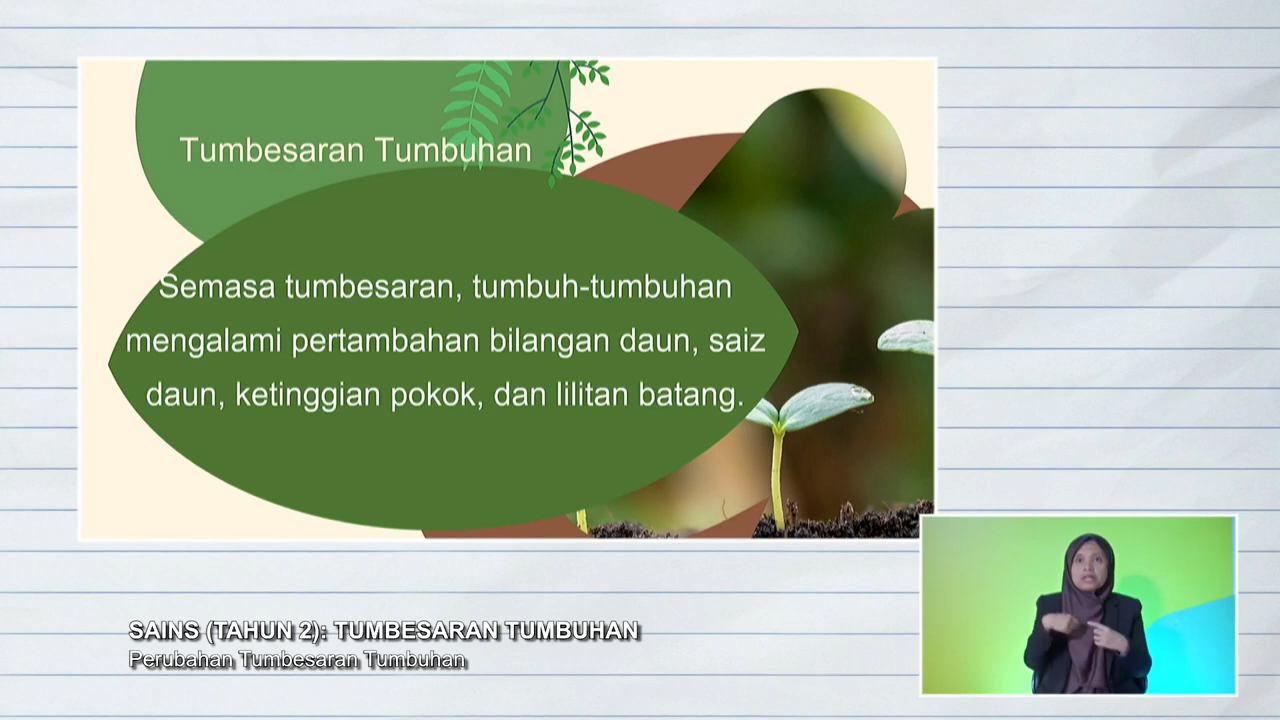 Tumbesaran Tumbuhan
Semasa tumbesaran, tumbuh-tumbuhan
mengalami pertambahan bilangan daun, saiz
daun, ketinggian pokok, dan lilitan batang.
SAINS (TAHUN 2): TUMBESARAN TUMBUHAN
Perubahan Tumbesaran Tumbuhan